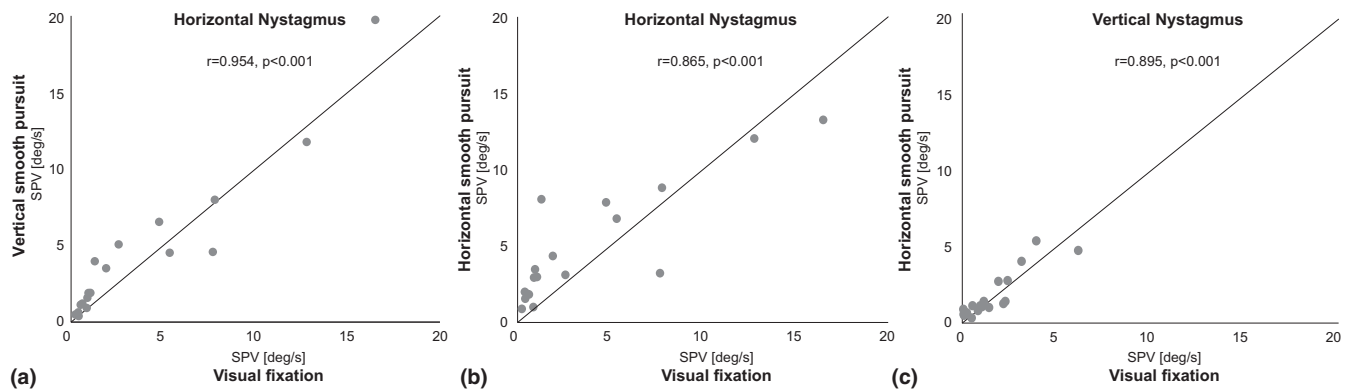 Horizontal Nystagmus
r=0.954, p<0.001
Vertical smooth pursuit
SPV [deg/s]
20
15
10
5
0
0 5 10 15 20
SPV [deg/s]
Visual fixation
(a)
Horizontal Nystagmus
r=0.865, p<0.001
Horizontal smooth pursuit
SPV [deg/s]
20
15
10
5
0
0 5 10 15 20
SPV [deg/s]
Visual fixation
(b)
Vertical Nystagmus
r=0.895, p<0.001
Horizontal smooth pursuit
SPV [deg/s]
20
15
10
5
0
0 5 10 15 20
SPV [deg/s]
Visual fixation
(c)